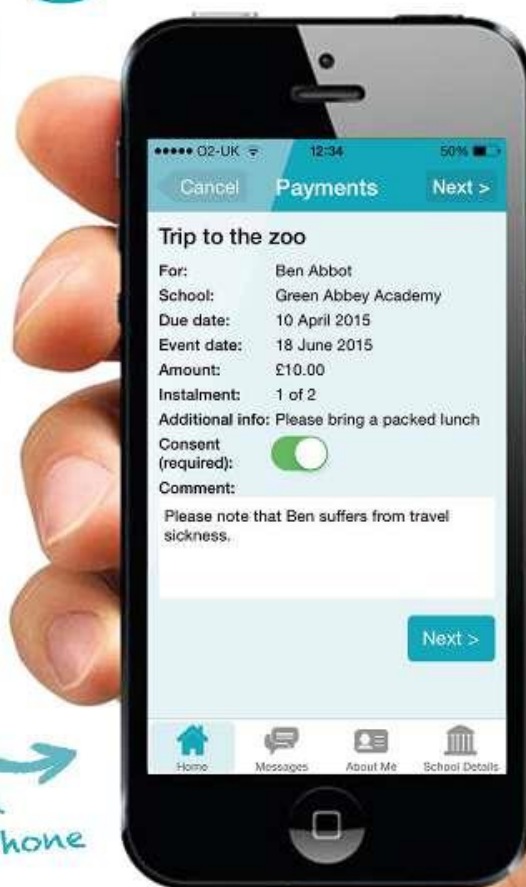 O2-UK 12:34 50%
Cancel Payments Next >
Trip to the zoo
For: Ben Abbot
School: Green Abbey Academy
Due date: 10 April 2015
Event date: 18 June 2015
Amount: £10.00
Instalment: 1 of 2
Additional info: Please bring a packed lunch
Consent
(required):
Comment:
Please note that Ben suffers from travel
sickness.
Next >
Home Messages About Me School Details
hone